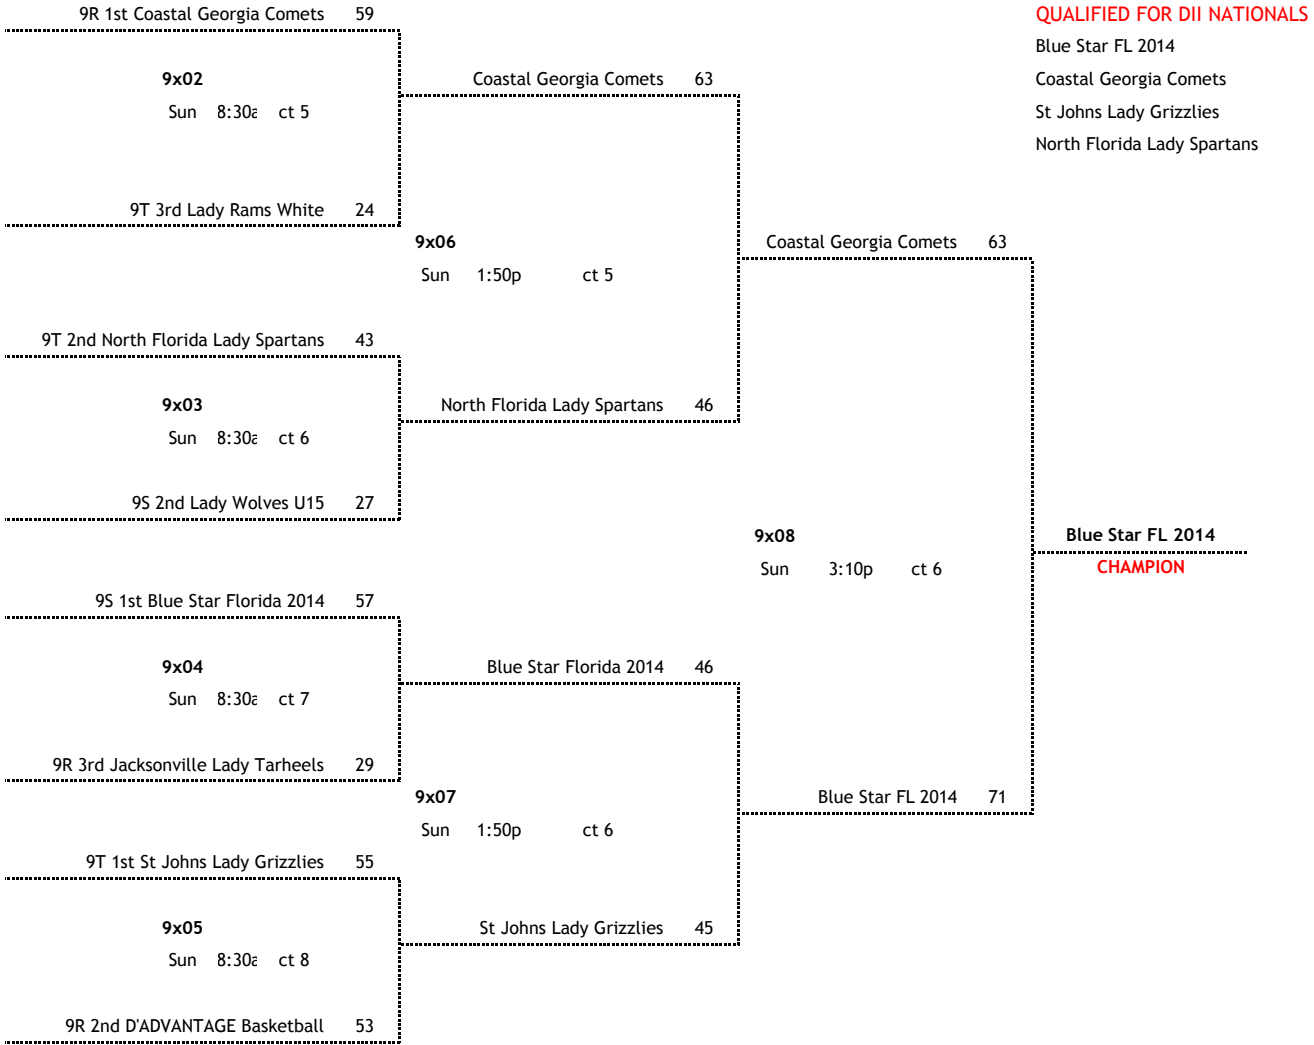 9R 1st Coastal Georgia Comets 59
QUALIFIED FOR DII NATIONALS
Blue Star FL 2014
9x02
Coastal Georgia Comets 63
Coastal Georgia Comets
Sun 8:30a ct 5
St Johns Lady Grizzlies
North Florida Lady Spartans
9T 3rd Lady Rams White 24
9x06
Coastal Georgia Comets 63
Sun 1:50p ct 5
9T 2nd North Florida Lady Spartans 43
9x03
North Florida Lady Spartans 46
Sun 8:30a ct 6
9S 2nd Lady Wolves U15 27
9x08
Blue Star FL 2014
Sun 3:10p ct 6
CHAMPION
9S 1st Blue Star Florida 2014 57
9x04
Blue Star Florida 2014 46
Sun 8:30a ct 7
9R 3rd Jacksonville Lady Tarheels 29
9x07
Blue Star FL 2014 71
Sun 1:50p ct 6
9T 1st St Johns Lady Grizzlies 55
9x05
St Johns Lady Grizzlies 45
Sun 8:30a ct 8
9R 2nd D'ADVANTAGE Basketball 53